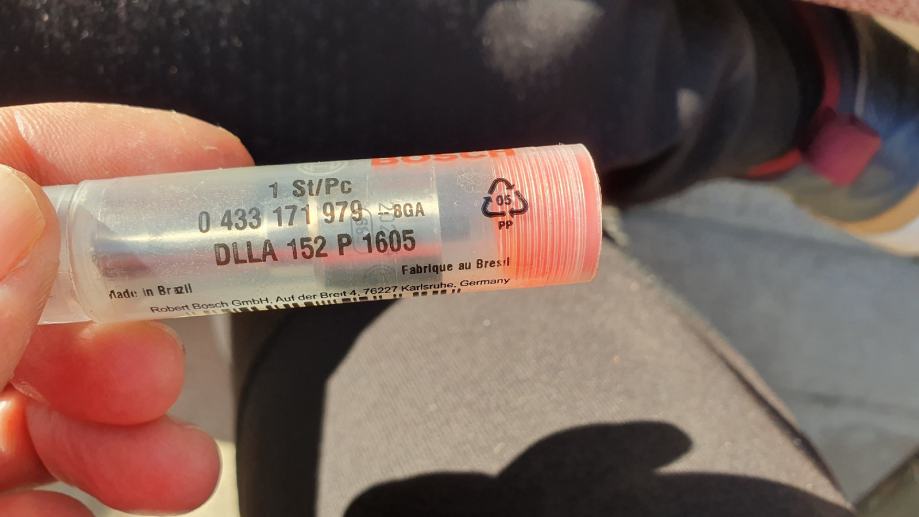 BOSCH
1 St/Pc
0 433 171 979 -8GA
DLLA 152 P 1605
Fabrique au Bresil
Made in Brazil
Robert Bosch GmbH, Auf der Breit 4, 76227 Karlsruhe, Germany
05
PP